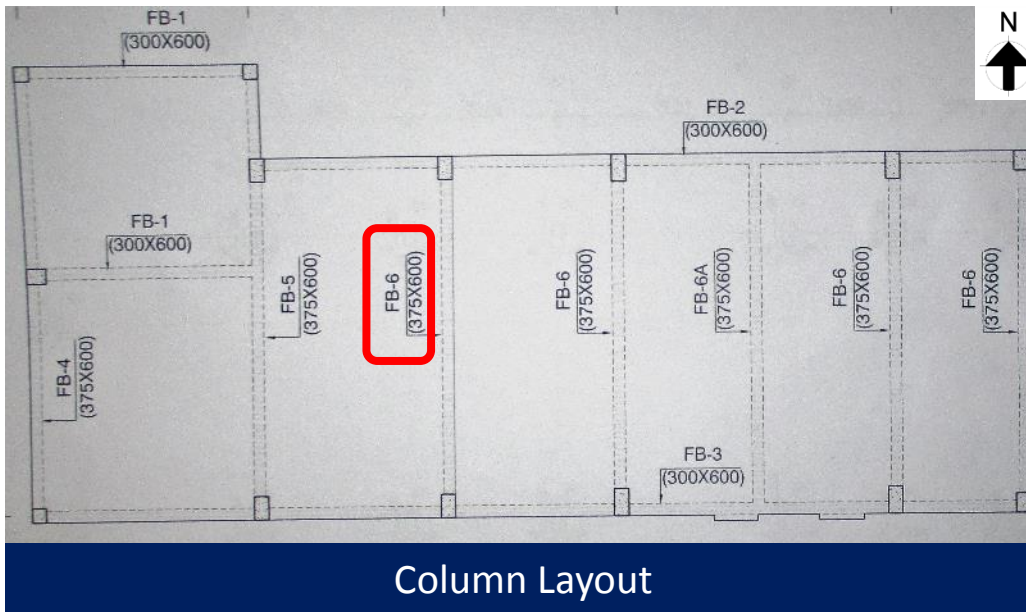 FB-1
(300X600)
N
FB-2
(300X600)
FB-1
(300X600)
FB-5
(375X600)
FB-6
(375X600)
FB-6
(375X600)
FB-6A
(375X600)
FB-6
(375X600)
FB-6
(375X600)
FB-4
(375X600)
FB-3
(300X600)
Column Layout